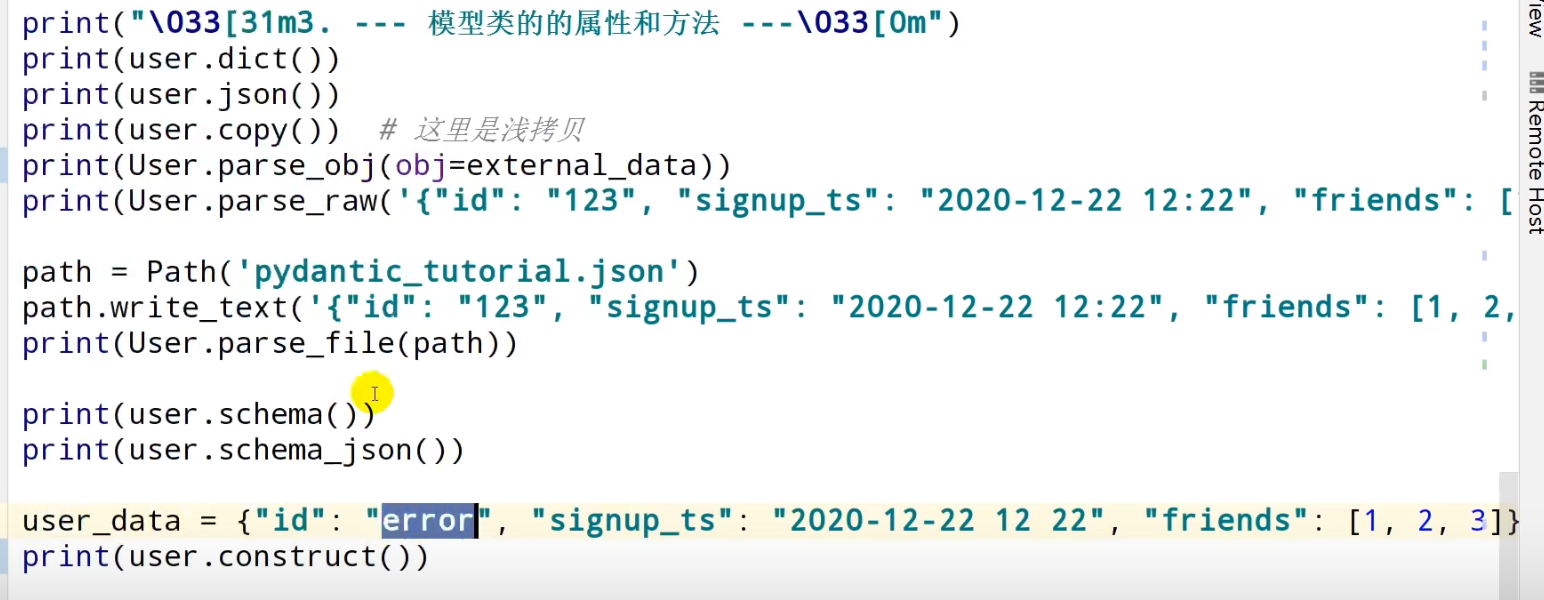 print("\033[31m3. --- 模型类的的属性和方法 ---\033[0m")
print(user.dict())
print(user.json())
print(user.copy())  # 这里是浅拷贝
print(User.parse_obj(obj=external_data))
print(User.parse_raw('{"id": "123", "signup_ts": "2020-12-22 12:22", "friends": [
path = Path('pydantic_tutorial.json')
path.write_text('{"id": "123", "signup_ts": "2020-12-22 12:22", "friends": [1, 2,
print(User.parse_file(path))
print(user.schema())
print(user.schema_json())
user_data = {"id": "error", "signup_ts": "2020-12-22 12 22", "friends": [1, 2, 3]}
print(user.construct())
Remote Host